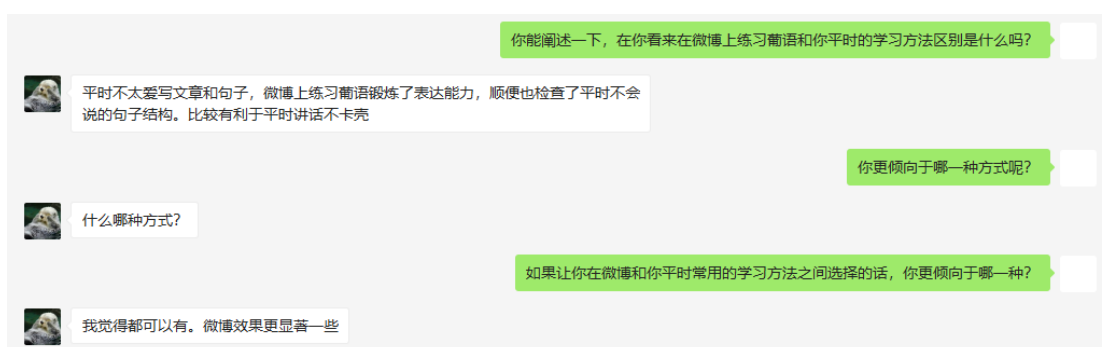 你能阐述一下，在你看来在微博上练习葡语和你平时的学习方法区别是什么吗？
平时不太爱写文章和句子，微博上练习葡语锻炼了表达能力，顺便也检查了平时不会
说的句子结构。比较有利于平时讲话不卡壳
你更倾向于哪一种方式呢？
什么哪种方式？
如果让你在微博和你平时常用的学习方法之间选择的话，你更倾向于哪一种？
我觉得都可以有。微博效果更显著一些